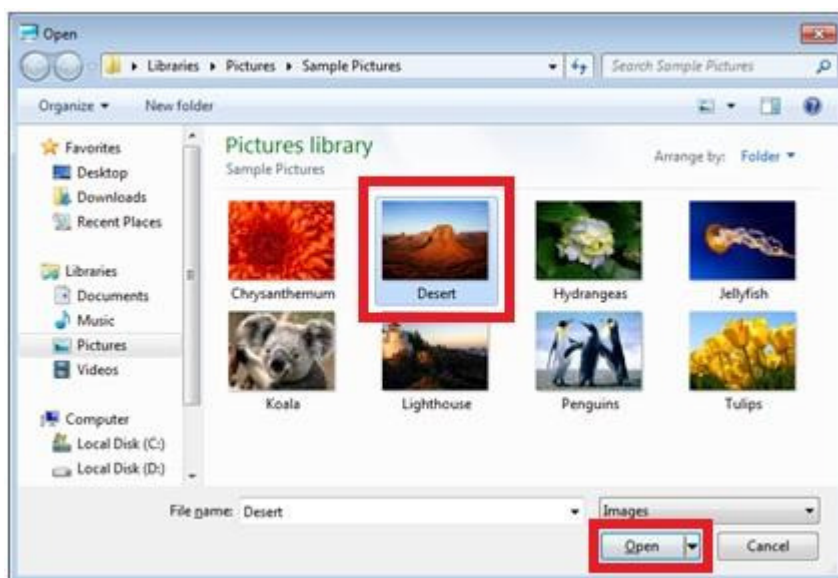 Open
Libraries Pictures Sample Pictures Search Sample Pictures
Organize New folder
Favorites
Desktop
Downloads
Recent Places
Libraries
Documents
Music
Pictures
Videos
Computer
Local Disk (C:)
Local Disk (D:)
Pictures library
Sample Pictures
Arrange by: Folder
Chrysanthemum Desert Hydrangeas Jellyfish
Koala Lighthouse Penguins Tulips
File name: Desert Images
Open Cancel